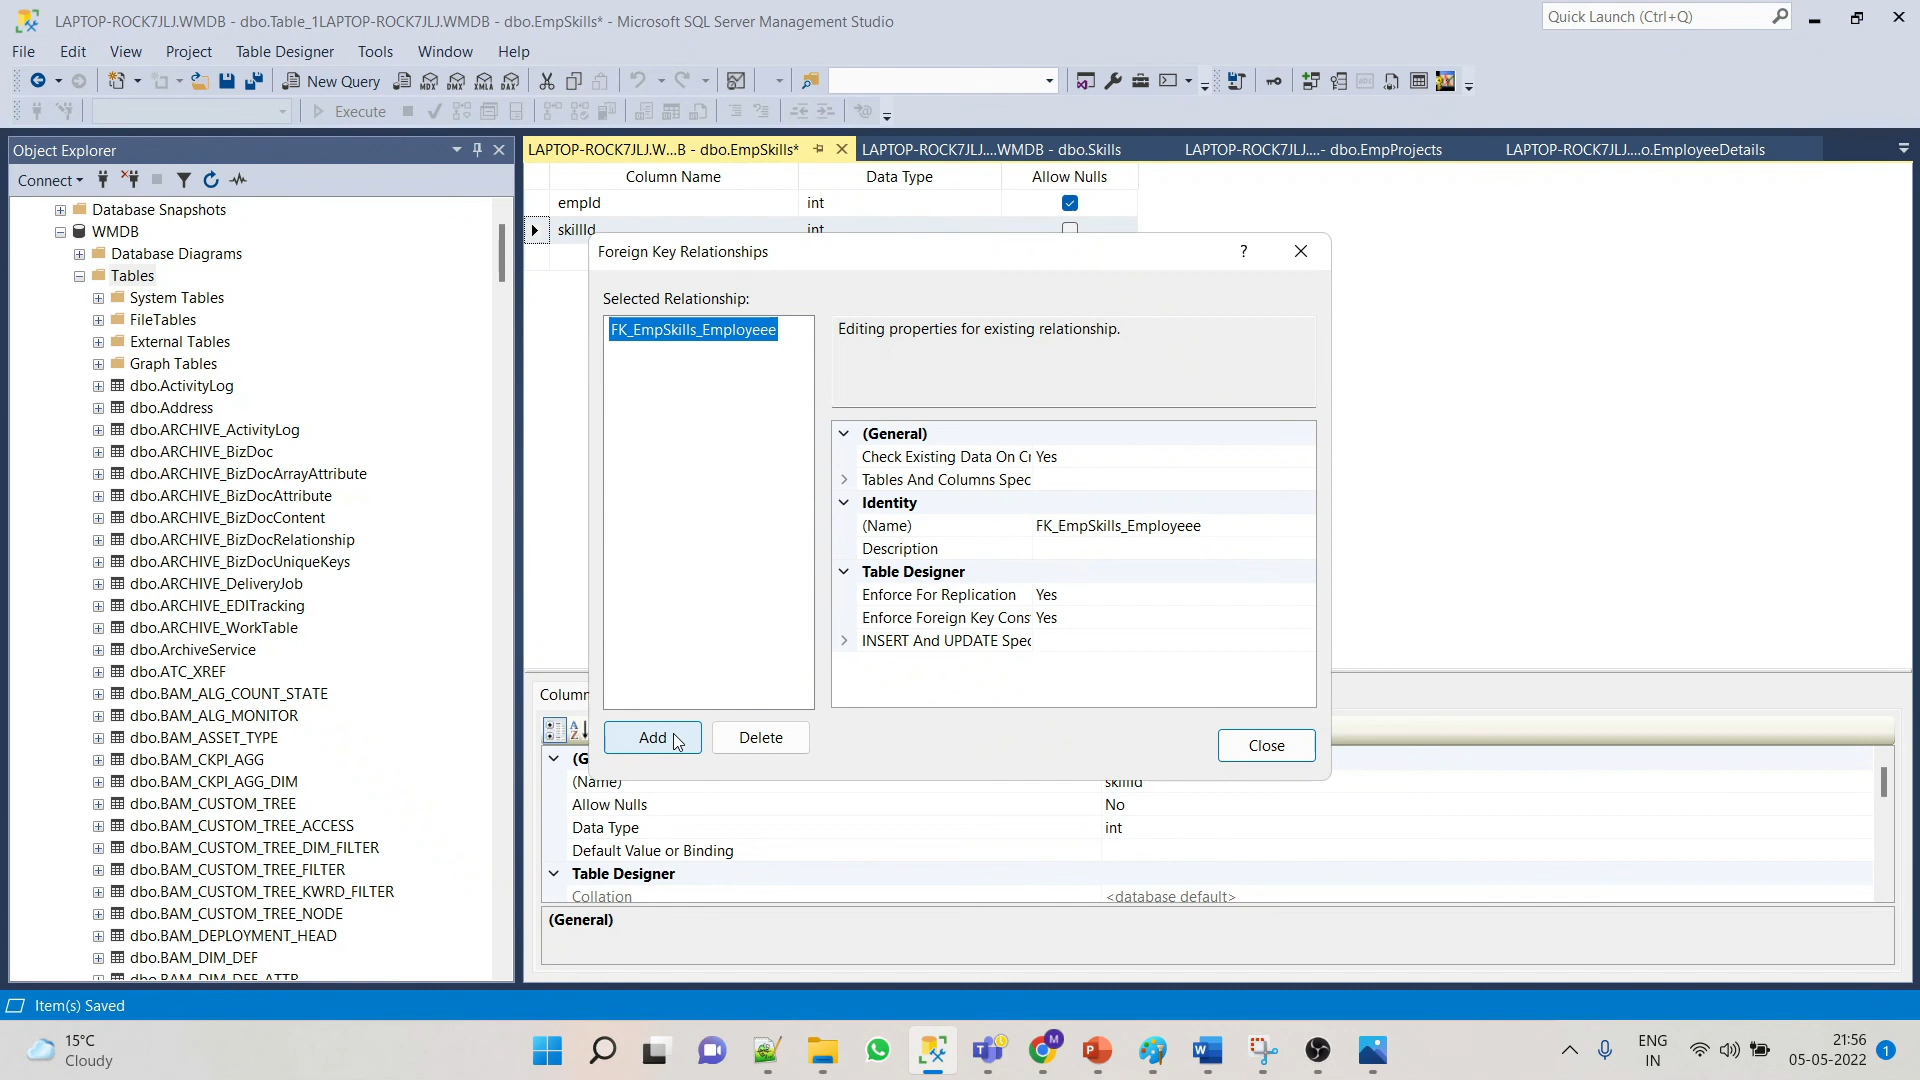 LAPTOP-ROCK7JLJ.WMDB - dbo.Table_1LAPTOP-ROCK7JLJ.WMDB - dbo.EmpSkills* - Microsoft SQL Server Management Studio
Quick Launch (Ctrl+Q)
File Edit View Project Table Designer Tools Window Help
New Query
MDX DMX XMLA DAX
Execute
Object Explorer
LAPTOP-ROCK7JLJ.W...B - dbo.EmpSkills* LAPTOP-ROCK7JLJ....WMDB - dbo.Skills LAPTOP-ROCK7JLJ....- dbo.EmpProjects LAPTOP-ROCK7JLJ....o.EmployeeDetails
Connect
Column Name Data Type Allow Nulls
empId int
skillId int
Database Snapshots
WMDB
Database Diagrams
Tables
System Tables
FileTables
External Tables
Graph Tables
dbo.ActivityLog
dbo.Address
dbo.ARCHIVE_ActivityLog
dbo.ARCHIVE_BizDoc
dbo.ARCHIVE_BizDocArrayAttribute
dbo.ARCHIVE_BizDocAttribute
dbo.ARCHIVE_BizDocContent
dbo.ARCHIVE_BizDocRelationship
dbo.ARCHIVE_BizDocUniqueKeys
dbo.ARCHIVE_DeliveryJob
dbo.ARCHIVE_EDITracking
dbo.ARCHIVE_WorkTable
dbo.ArchiveService
dbo.ATC_XREF
dbo.BAM_ALG_COUNT_STATE
dbo.BAM_ALG_MONITOR
dbo.BAM_ASSET_TYPE
dbo.BAM_CKPI_AGG
dbo.BAM_CKPI_AGG_DIM
dbo.BAM_CUSTOM_TREE
dbo.BAM_CUSTOM_TREE_ACCESS
dbo.BAM_CUSTOM_TREE_DIM_FILTER
dbo.BAM_CUSTOM_TREE_FILTER
dbo.BAM_CUSTOM_TREE_KWRD_FILTER
dbo.BAM_CUSTOM_TREE_NODE
dbo.BAM_DEPLOYMENT_HEAD
dbo.BAM_DIM_DEF
dbo.BAM_DIM_DEF_ATTR
Foreign Key Relationships
?
Selected Relationship:
FK_EmpSkills_Employeee
Editing properties for existing relationship.
(General)
Check Existing Data On Cr Yes
Tables And Columns Spec
Identity
(Name) FK_EmpSkills_Employeee
Description
Table Designer
Enforce For Replication Yes
Enforce Foreign Key Cons Yes
INSERT And UPDATE Spec
Add Delete Close
Column
(G
(Name) skillId
Allow Nulls No
Data Type int
Default Value or Binding
Table Designer
Collation <database default>
(General)
Item(s) Saved
15°C
Cloudy
ENG
IN
21:56
05-05-2022
1